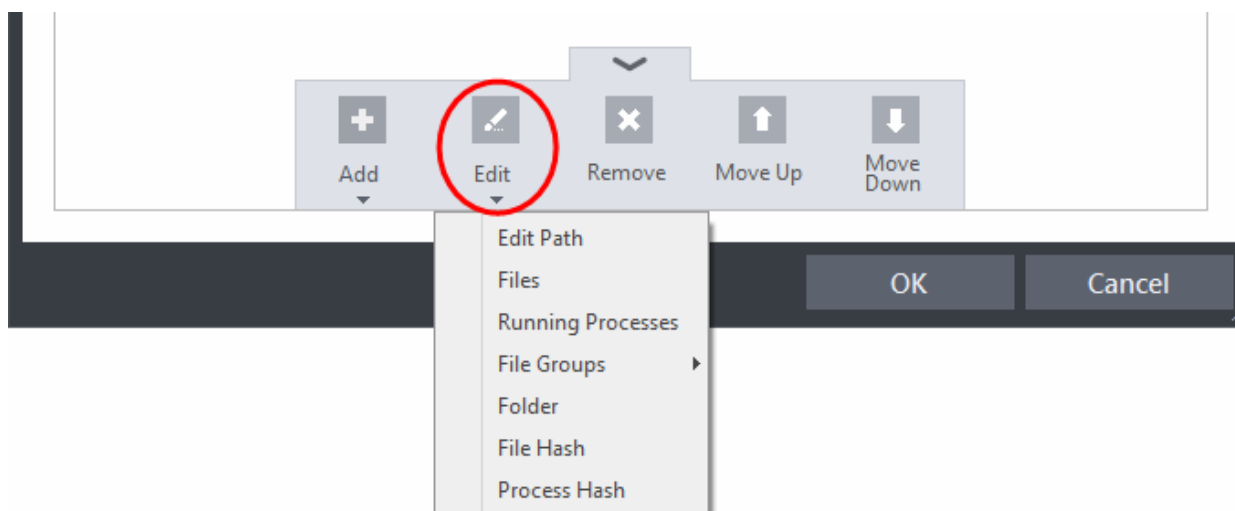 Add
Edit
Remove
Move Up
Move
Down
Edit Path
Files
Running Processes
File Groups
Folder
File Hash
Process Hash
OK
Cancel